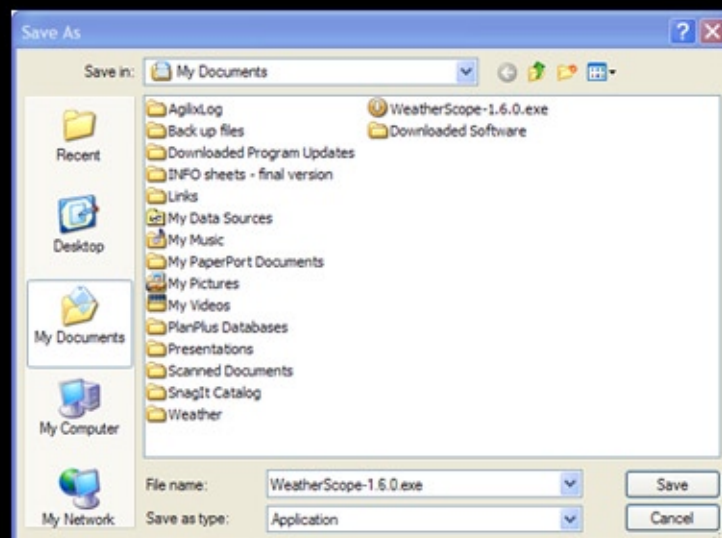 Save As
Save in: My Documents
Recent
Desktop
My Documents
My Computer
My Network
AgilixLog
Back up files
Downloaded Program Updates
INFO sheets - final version
Links
My Data Sources
My Music
My PaperPort Documents
My Pictures
My Videos
PlanPlus Databases
Presentations
Scanned Documents
SnagIt Catalog
Weather
WeatherScope-1.6.0.exe
Downloaded Software
File name: WeatherScope-1.6.0.exe Save
Save as type: Application Cancel